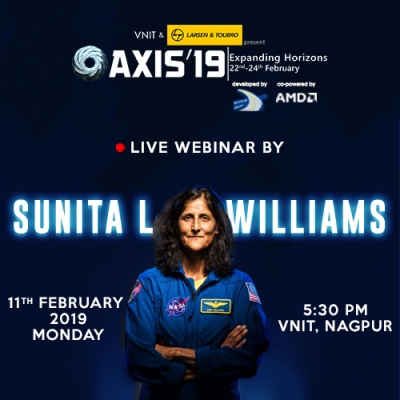 VNIT & LARSEN & TOUBRO
present
AXIS'19
Expanding Horizons
22nd-24th February
developed by
co-powered by
AMD
LIVE WEBINAR BY
SUNITA L WILLIAMS
NASA
11TH FEBRUARY
2019
MONDAY
5:30 PM
VNIT, NAGPUR